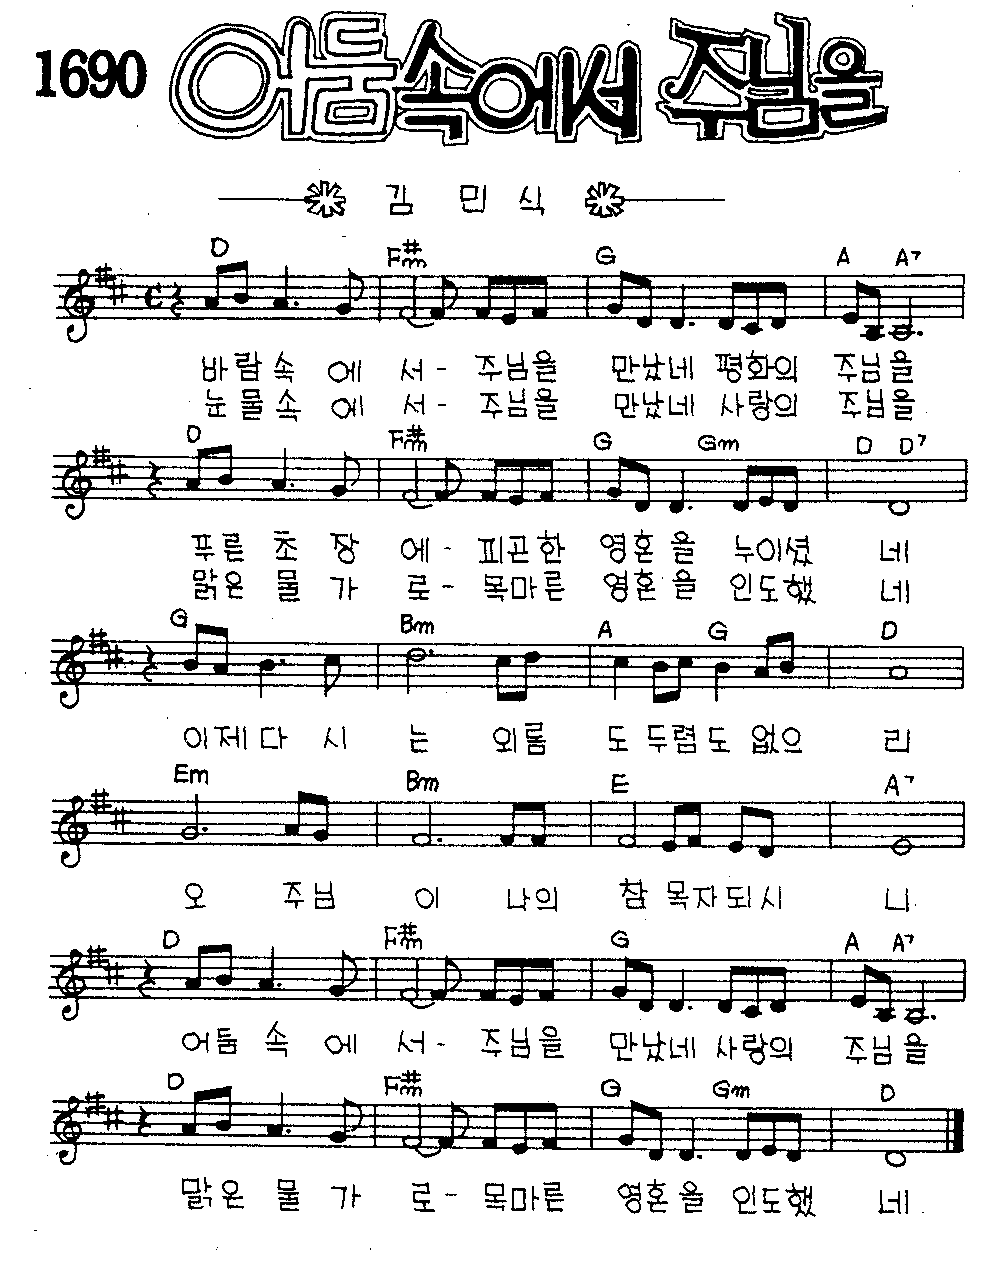 1690 어둠속에서 주님을
김 민 식
D F#m G A A7
바람속 에 서- 주님을 만났네 평화의 주님을
눈물속 에 서- 주님을 만났네 사랑의 주님을
D F#m G Gm D D7
푸른 초 장 에- 피곤한 영혼을 누이셨 네
맑은 물 가 로- 목마른 영혼을 인도했 네
G Bm A G D
이제다 시 는 외롬 도 두렴도 없으 리
Em Bm E A7
오 주님 이 나의 참 목자되시 니
D F#m G A A7
어둠 속 에 서- 주님을 만났네 사랑의 주님을
D F#m G Gm D
맑은 물 가 로- 목마른 영혼을 인도했 네